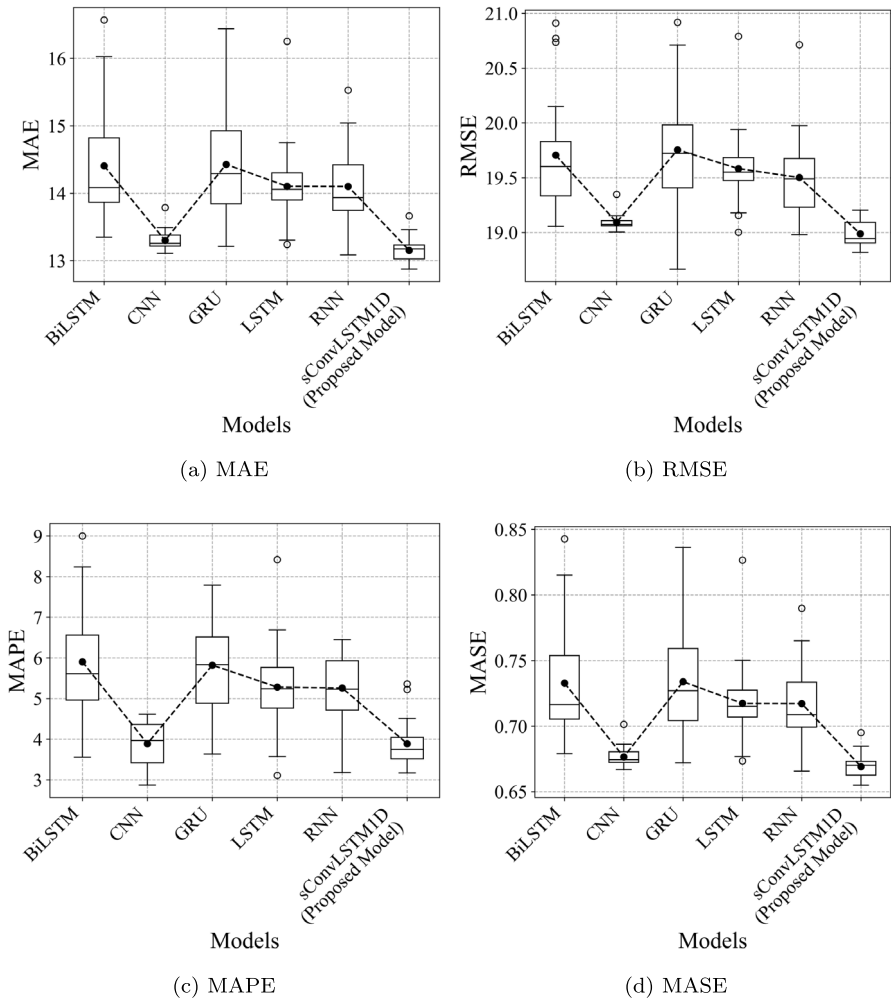 MAE
16
15
14
13
BiLSTM
CNN
GRU
LSTM
RNN
sConvLSTM1D
(Proposed Model)
Models
(a) MAE
RMSE
21.0
20.5
20.0
19.5
19.0
BiLSTM
CNN
GRU
LSTM
RNN
sConvLSTM1D
(Proposed Model)
Models
(b) RMSE
MAPE
9
8
7
6
5
4
3
BiLSTM
CNN
GRU
LSTM
RNN
sConvLSTM1D
(Proposed Model)
Models
(c) MAPE
MASE
0.85
0.80
0.75
0.70
0.65
BiLSTM
CNN
GRU
LSTM
RNN
sConvLSTM1D
(Proposed Model)
Models
(d) MASE